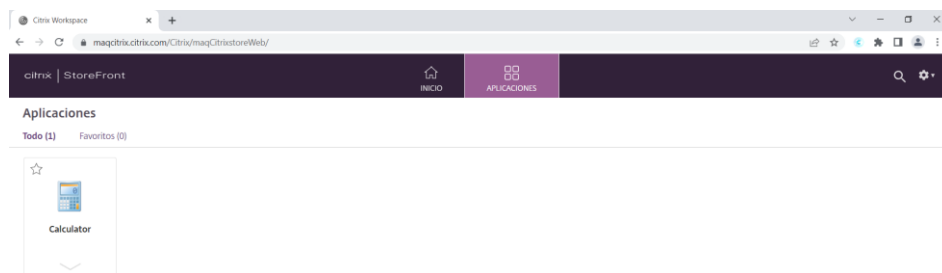 Citrix Workspace
maqcitrix.citrix.com/Citrix/maqCitrixstoreWeb/
citrix | StoreFront
INICIO
APLICACIONES
Aplicaciones
Todo (1) Favoritos (0)
Calculator